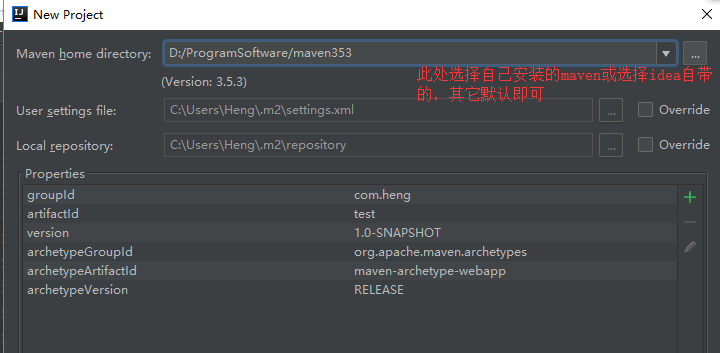 New Project
Maven home directory: D:/ProgramSoftware/maven353 ...
(Version: 3.5.3)
此处选择自己安装的maven或选择idea自带
的，其它默认即可
User settings file: C:\Users\Heng\.m2\settings.xml ... Override
Local repository: C:\Users\Heng\.m2\repository ... Override
Properties
groupId com.heng
artifactId test
version 1.0-SNAPSHOT
archetypeGroupId org.apache.maven.archetypes
archetypeArtifactId maven-archetype-webapp
archetypeVersion RELEASE